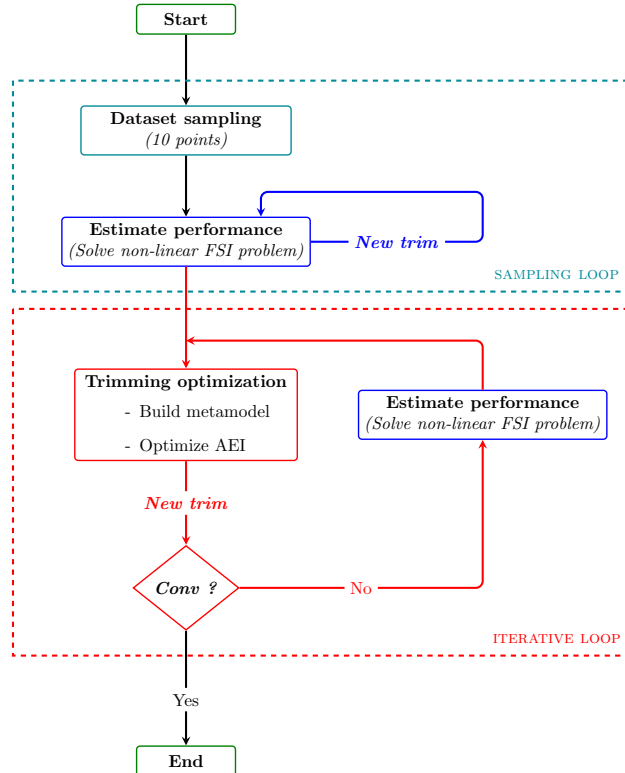 Start
Dataset sampling
(10 points)
Estimate performance
(Solve non-linear FSI problem)
New trim
SAMPLING LOOP
Trimming optimization
- Build metamodel
- Optimize AEI
Estimate performance
(Solve non-linear FSI problem)
New trim
Conv ?
No
ITERATIVE LOOP
Yes
End